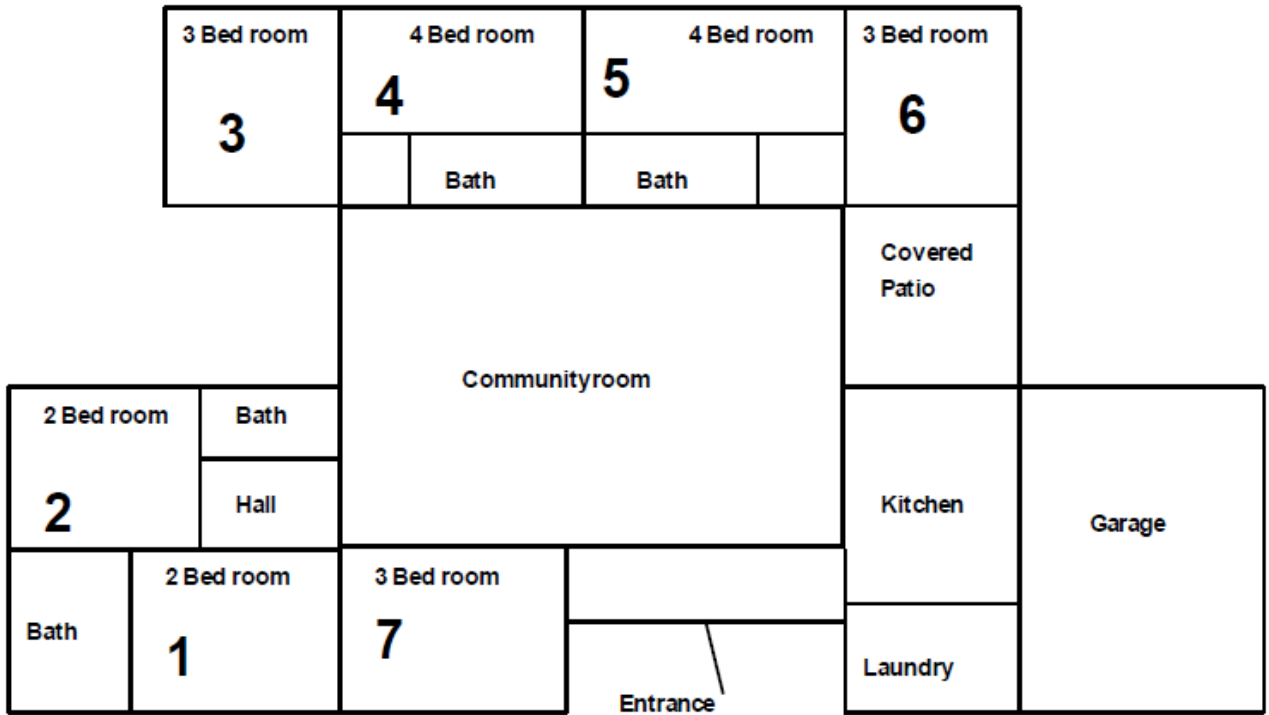 3 Bed room
4 Bed room
4 Bed room
3 Bed room
3
4
5
6
Bath
Bath
Covered
Patio
Communityroom
2 Bed room
Bath
2
Hall
Kitchen
Garage
2 Bed room
3 Bed room
Bath
1
7
Laundry
Entrance